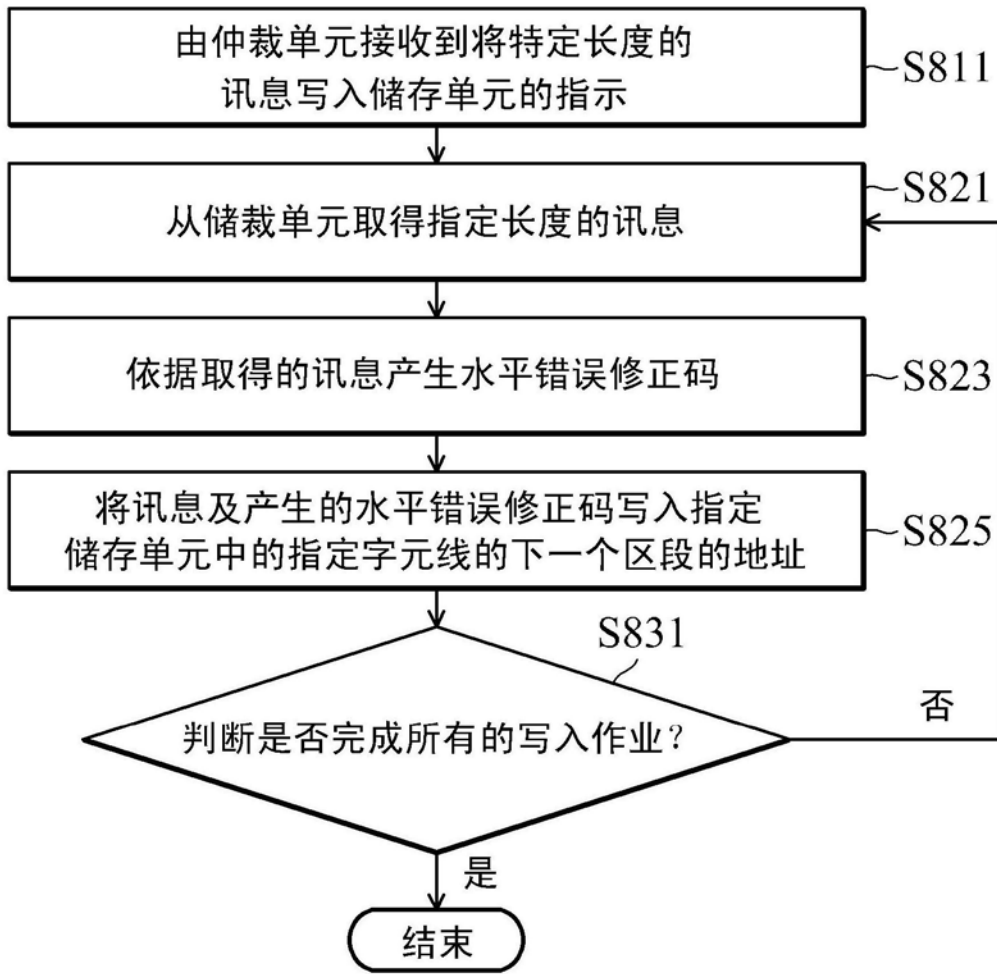 由仲裁单元接收到将特定长度的
讯息写入储存单元的指示
S811
从储裁单元取得指定长度的讯息
S821
依据取得的讯息产生水平错误修正码
S823
将讯息及产生的水平错误修正码写入指定
储存单元中的指定字元线的下一个区段的地址
S825
S831
判断是否完成所有的写入作业?
否
是
结束